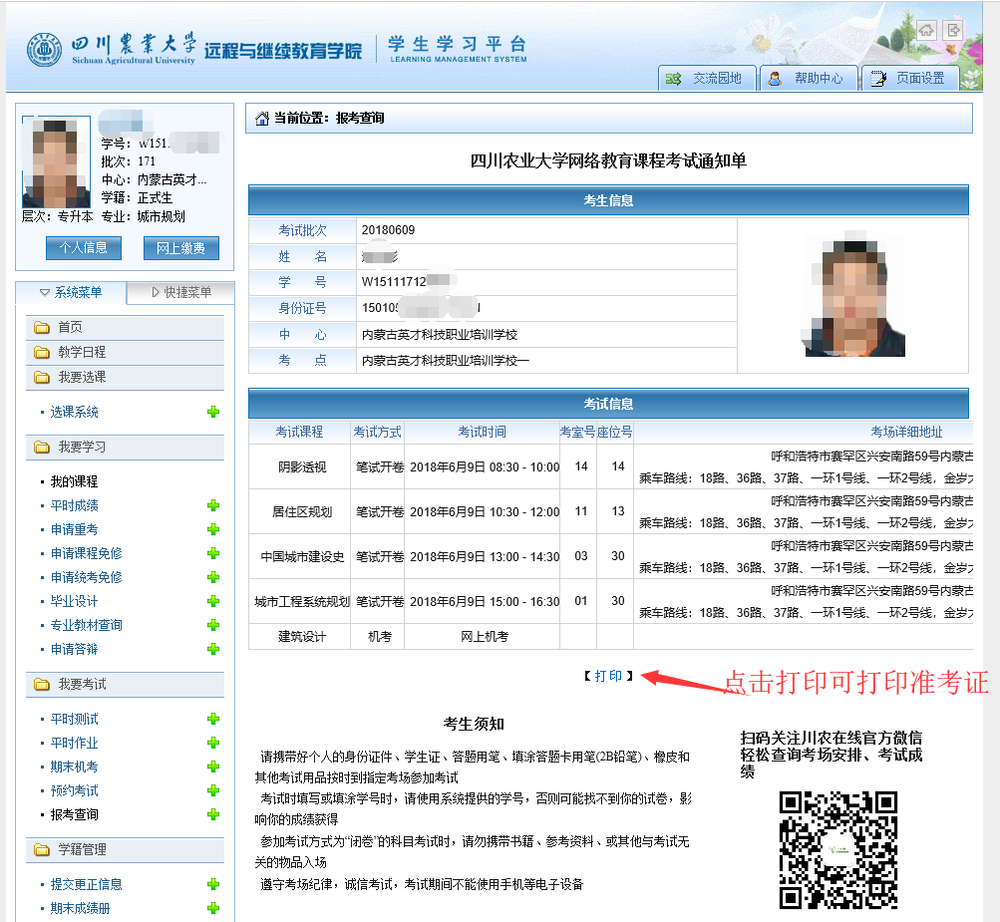 四川農業大学 远程与继续教育学院 学生学习平台
Sichuan Agricultural University LEARNING MANAGEMENT SYSTEM
交流园地 帮助中心 页面设置
学号：W151.
批次：171
中心：内蒙古英才...
学籍：正式生
层次：专升本 专业：城市规划
个人信息 网上缴费
系统菜单 快捷菜单
首页
教学日程
我要选课
选课系统
我要学习
我的课程
平时成绩
申请重考
申请课程免修
申请统考免修
毕业设计
专业教材查询
申请答辩
我要考试
平时测试
平时作业
期末机考
预约考试
报考查询
学籍管理
提交更正信息
期末成绩册
当前位置：报考查询
四川农业大学网络教育课程考试通知单
考生信息
考试批次 20180609
姓 名
学 号 W15111712
身份证号 15010
中 心 内蒙古英才科技职业培训学校
考 点 内蒙古英才科技职业培训学校一
考试信息
考试课程 考试方式 考试时间 考室号 座位号 考场详细地址
阴影透视 笔试开卷 2018年6月9日 08:30 - 10:00 14 14 呼和浩特市赛罕区兴安南路59号内蒙古
乘车路线：18路、36路、37路、一环1号线、一环2号线，金岁大
居住区规划 笔试开卷 2018年6月9日 10:30 - 12:00 11 13 呼和浩特市赛罕区兴安南路59号内蒙古
乘车路线：18路、36路、37路、一环1号线、一环2号线，金岁大
中国城市建设史 笔试开卷 2018年6月9日 13:00 - 14:30 03 30 呼和浩特市赛罕区兴安南路59号内蒙古
乘车路线：18路、36路、37路、一环1号线、一环2号线，金岁大
城市工程系统规划 笔试开卷 2018年6月9日 15:00 - 16:30 01 30 呼和浩特市赛罕区兴安南路59号内蒙古
乘车路线：18路、36路、37路、一环1号线、一环2号线，金岁大
建筑设计 机考 网上机考
【打印】 点击打印可打印准考证
考生须知
请携带好个人的身份证件、学生证、答题用笔、填涂答题卡用笔(2B铅笔)、橡皮和
其他考试用品按时到指定考场参加考试
考试时填写或填涂学号时，请使用系统提供的学号，否则可能找不到你的试卷，影
响你的成绩获得
参加考试方式为“闭卷”的科目考试时，请勿携带书籍、参考资料、或其他与考试无
关的物品入场
遵守考场纪律，诚信考试，考试期间不能使用手机等电子设备
扫码关注川农在线官方微信
轻松查询考场安排、考试成
绩